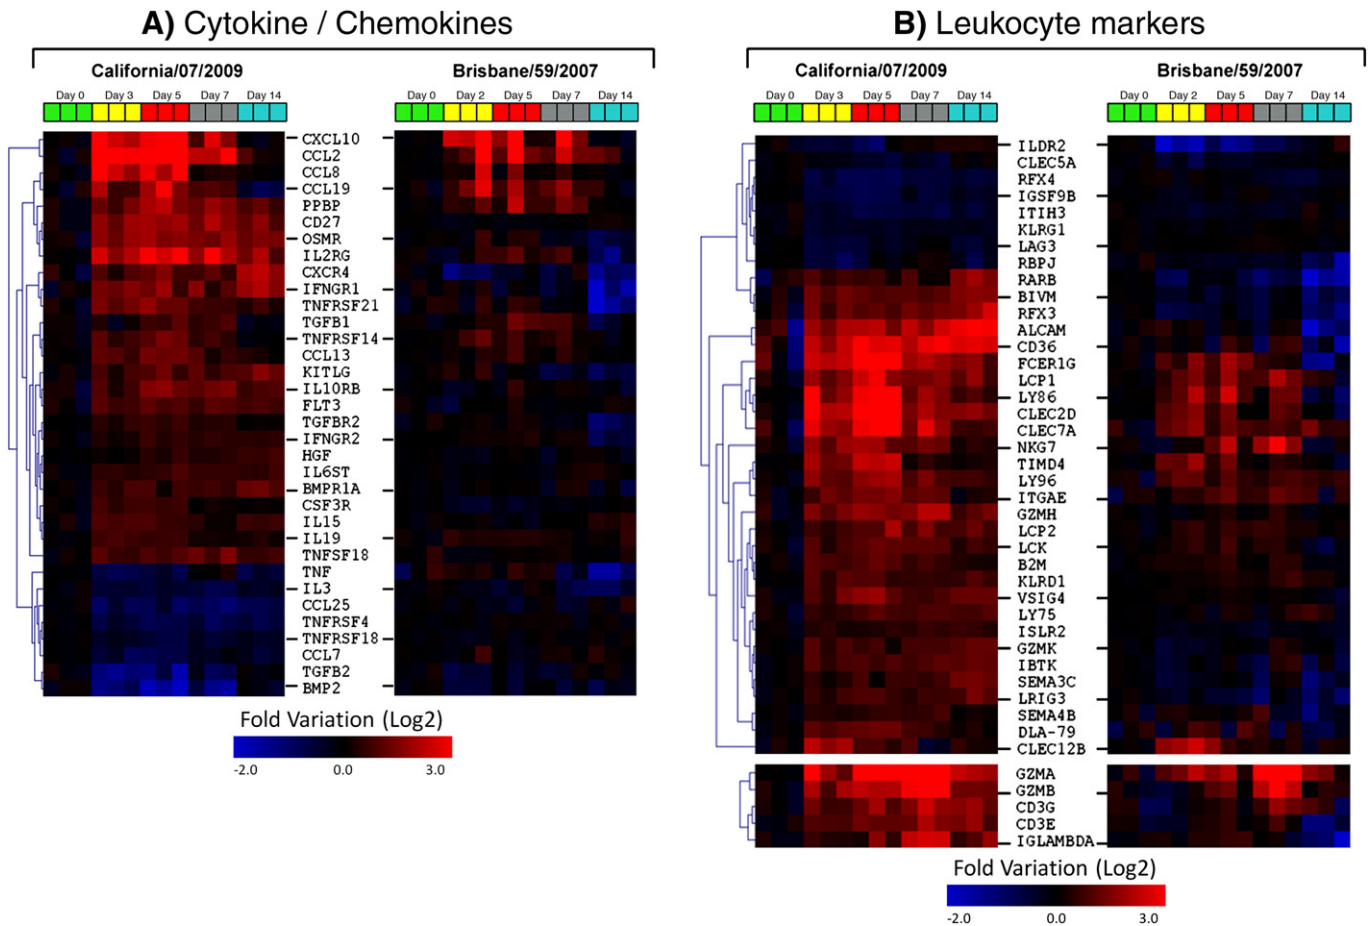 A) Cytokine / Chemokines
California/07/2009
Brisbane/59/2007
Day 0 Day 3 Day 5 Day 7 Day 14
Day 0 Day 2 Day 5 Day 7 Day 14
CXCL10
CCL2
CCL8
CCL19
PPBP
CD27
OSMR
IL2RG
CXCR4
IFNGR1
TNFRSF21
TGFB1
TNFRSF14
CCL13
KITLG
IL10RB
FLT3
TGFBR2
IFNGR2
HGF
IL6ST
BMPR1A
CSF3R
IL15
IL19
TNFSF18
TNF
IL3
CCL25
TNFRSF4
TNFRSF18
CCL7
TGFB2
BMP2
Fold Variation (Log2)
-2.0 0.0 3.0
B) Leukocyte markers
California/07/2009
Brisbane/59/2007
Day 0 Day 3 Day 5 Day 7 Day 14
Day 0 Day 2 Day 5 Day 7 Day 14
ILDR2
CLEC5A
RFX4
IGSF9B
ITIH3
KLRG1
LAG3
RBPJ
RARB
BIVM
RFX3
ALCAM
CD36
FCER1G
LCP1
LY86
CLEC2D
CLEC7A
NKG7
TIMD4
LY96
ITGAE
GZMH
LCP2
LCK
B2M
KLRD1
VSIG4
LY75
ISLR2
GZMK
IBTK
SEMA3C
LRIG3
SEMA4B
DLA-79
CLEC12B
GZMA
GZMB
CD3G
CD3E
IGLAMBDA
Fold Variation (Log2)
-2.0 0.0 3.0